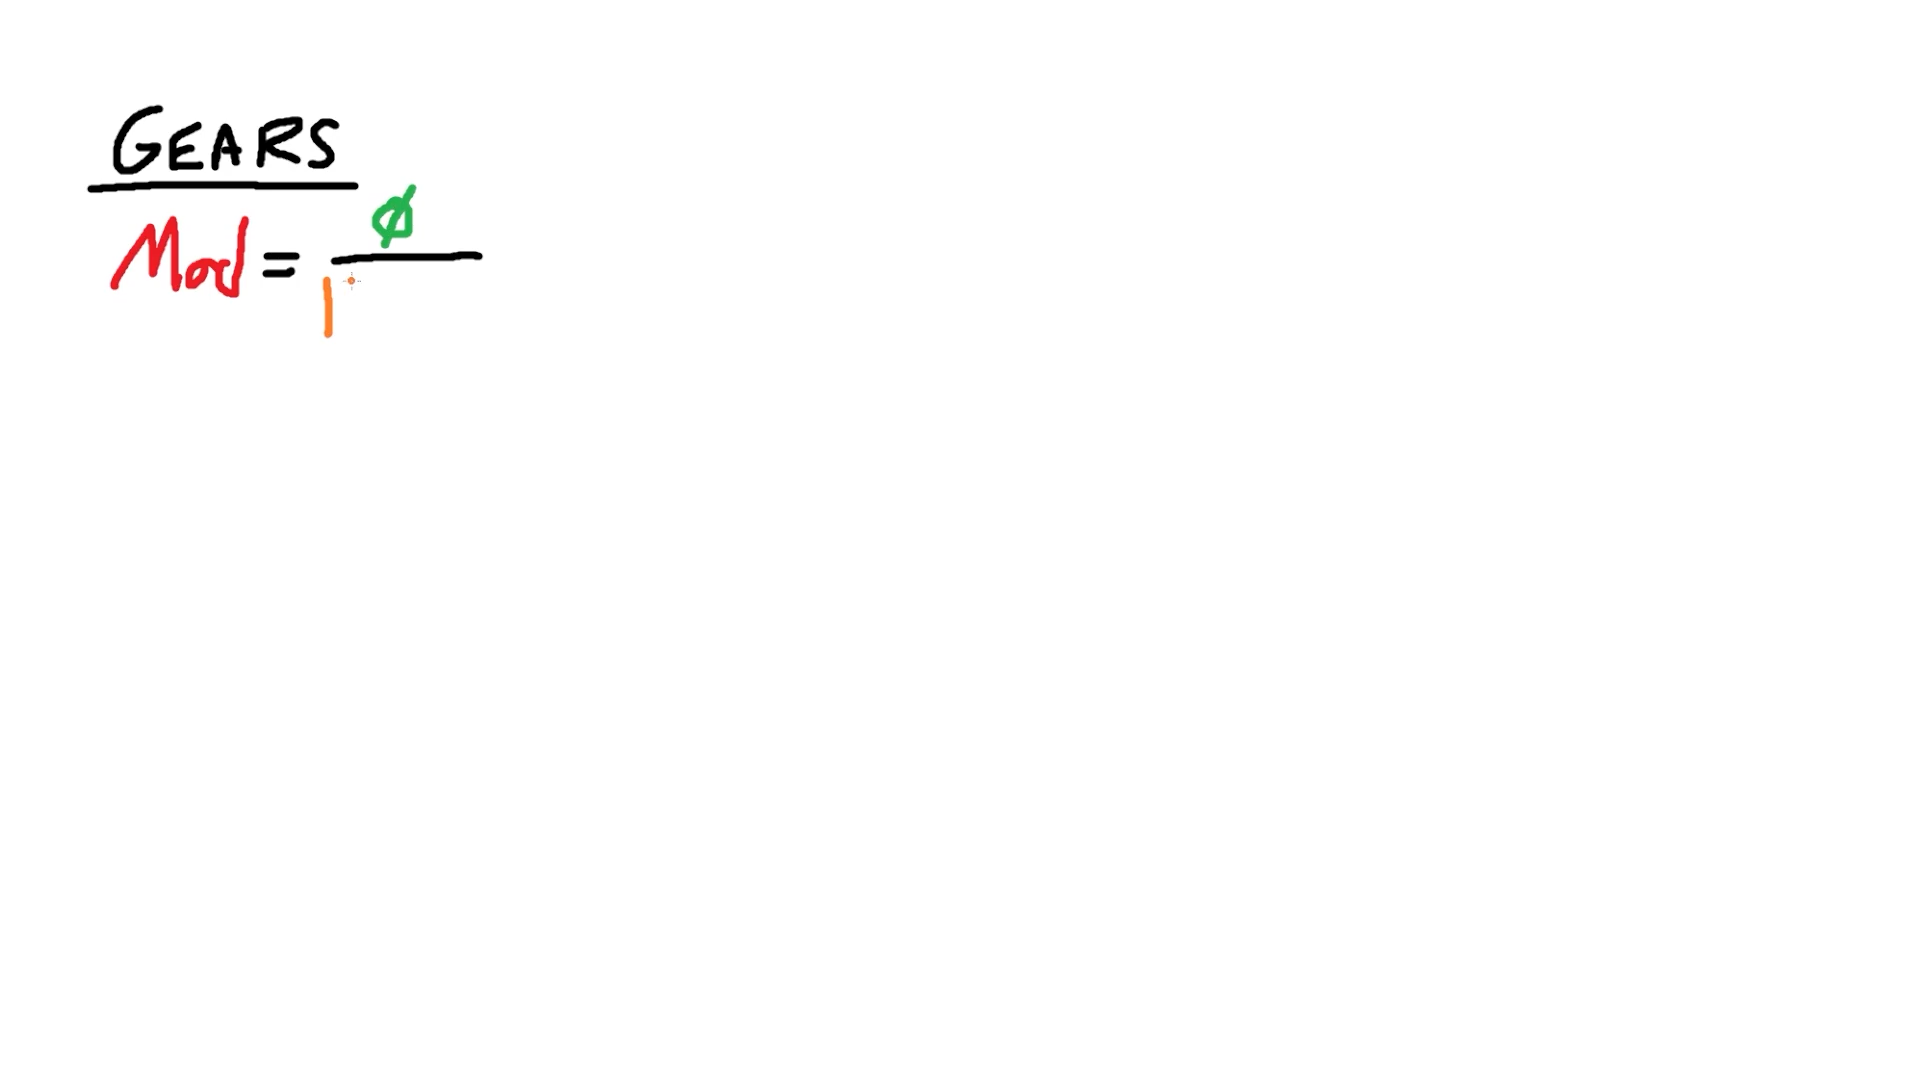 GEARS
Mod = ø